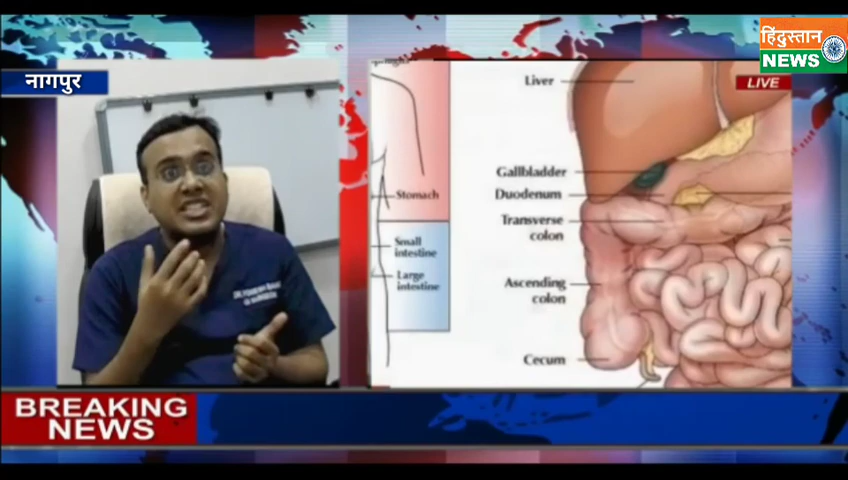 हिंदुस्तान
NEWS
नागपुर
LIVE
Liver
Gallbladder
Duodenum
Transverse
colon
Ascending
colon
Cecum
Stomach
Small
intestine
Large
intestine
BREAKING
NEWS